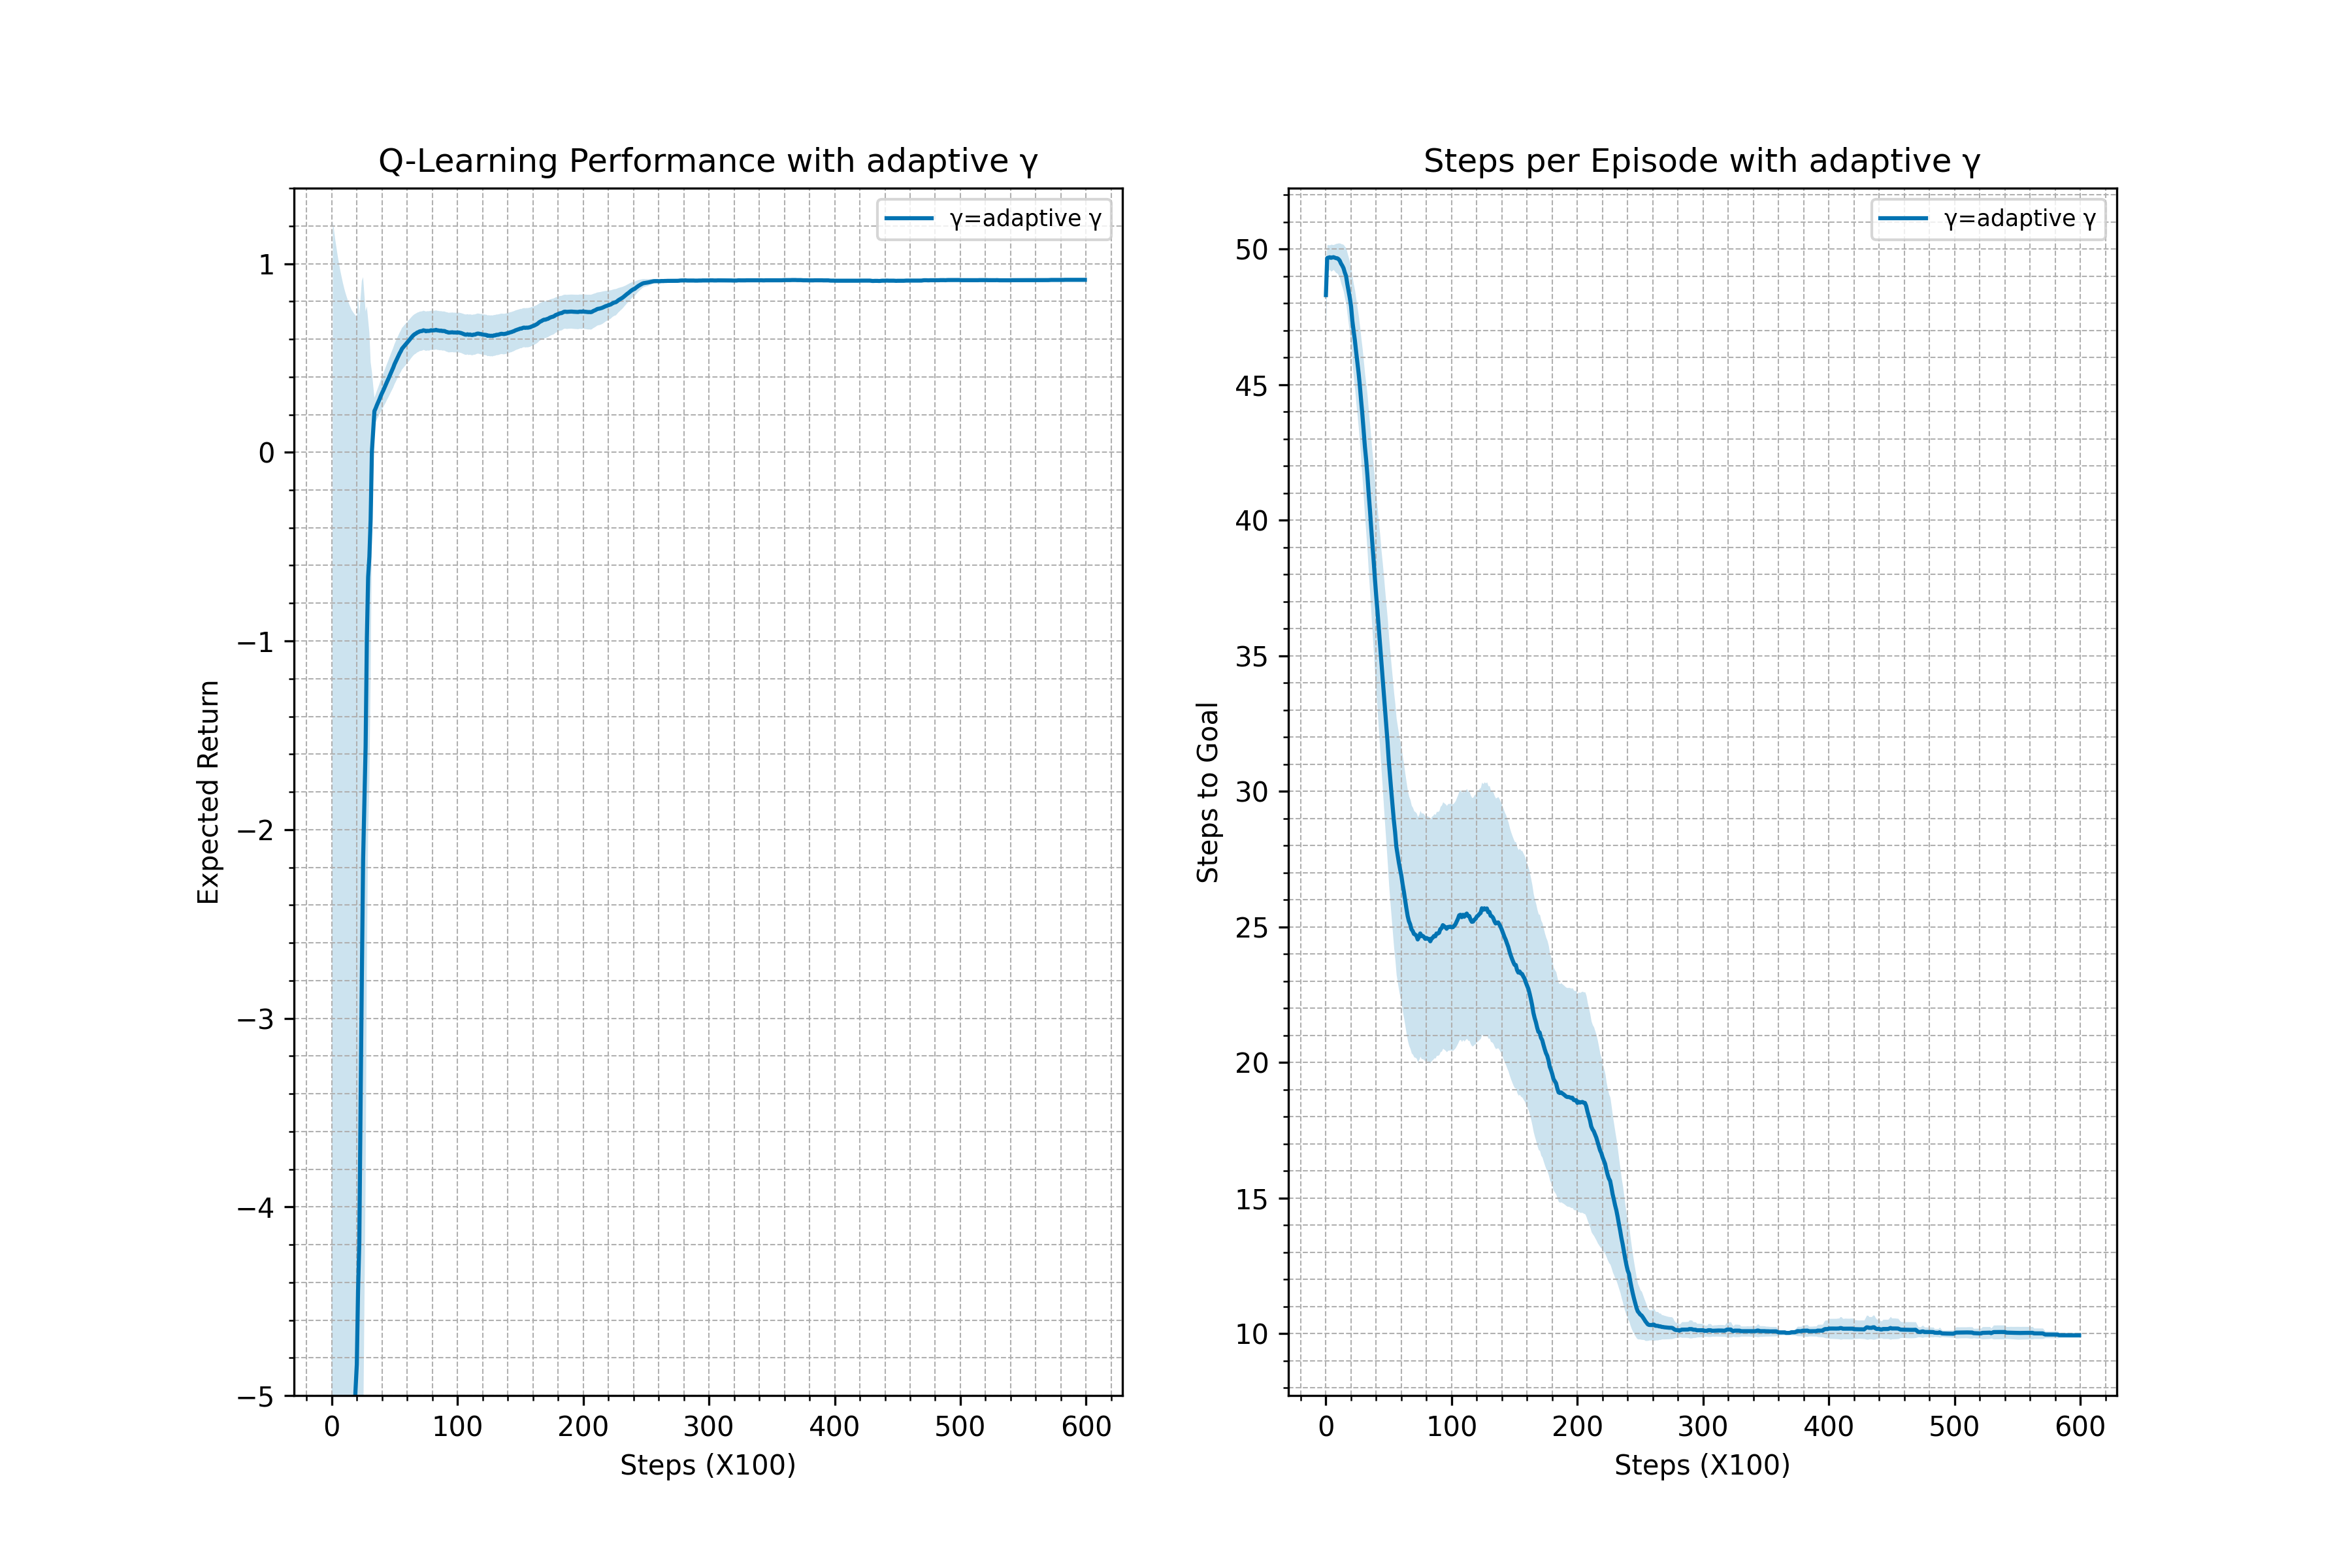 Q-Learning Performance with adaptive γ
γ=adaptive γ
Expected Return
1
0
−1
−2
−3
−4
−5
0 100 200 300 400 500 600
Steps (X100)
Steps per Episode with adaptive γ
γ=adaptive γ
Steps to Goal
50
45
40
35
30
25
20
15
10
0 100 200 300 400 500 600
Steps (X100)